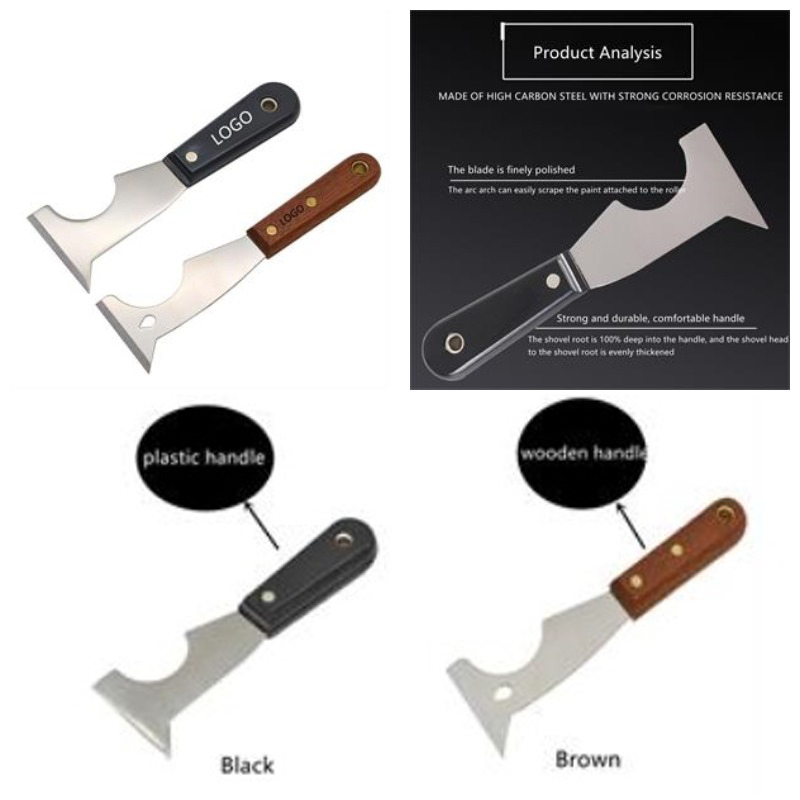 LOGO
LOGO
Product Analysis
MADE OF HIGH CARBON STEEL WITH STRONG CORROSION RESISTANCE
The blade is finely polished
The arc arch can easily scrape the paint attached to the roller
Strong and durable, comfortable handle
The shovel root is 100% deep into the handle, and the shovel head
to the shovel root is evenly thickened
plastic handle
wooden handle
Black
Brown